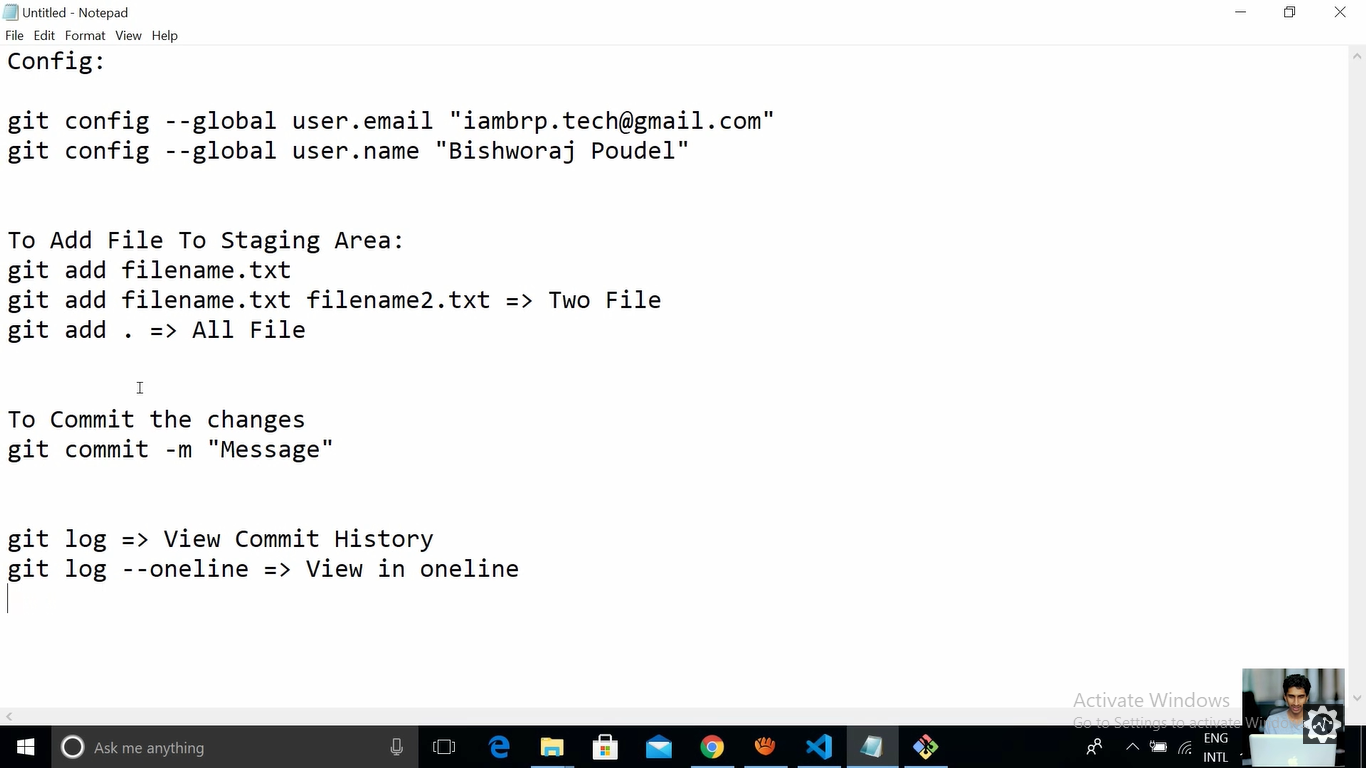 Untitled - Notepad
File Edit Format View Help
Config:
git config --global user.email "iambrp.tech@gmail.com"
git config --global user.name "Bishworaj Poudel"
To Add File To Staging Area:
git add filename.txt
git add filename.txt filename2.txt => Two File
git add . => All File
To Commit the changes
git commit -m "Message"
git log => View Commit History
git log --oneline => View in oneline
Activate Windows
Go to Settings to activate
Ask me anything
ENG
INTL